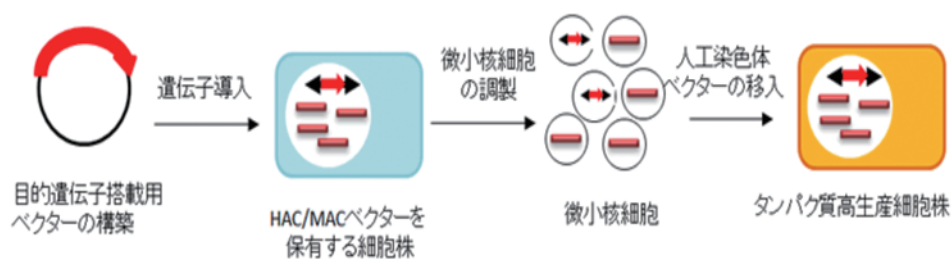 遺伝子導入
微小核細胞
の調製
人工染色体
ベクターの移入
目的遺伝子搭載用
ベクターの構築
HAC/MACベクターを
保有する細胞株
微小核細胞
タンパク質高生産細胞株